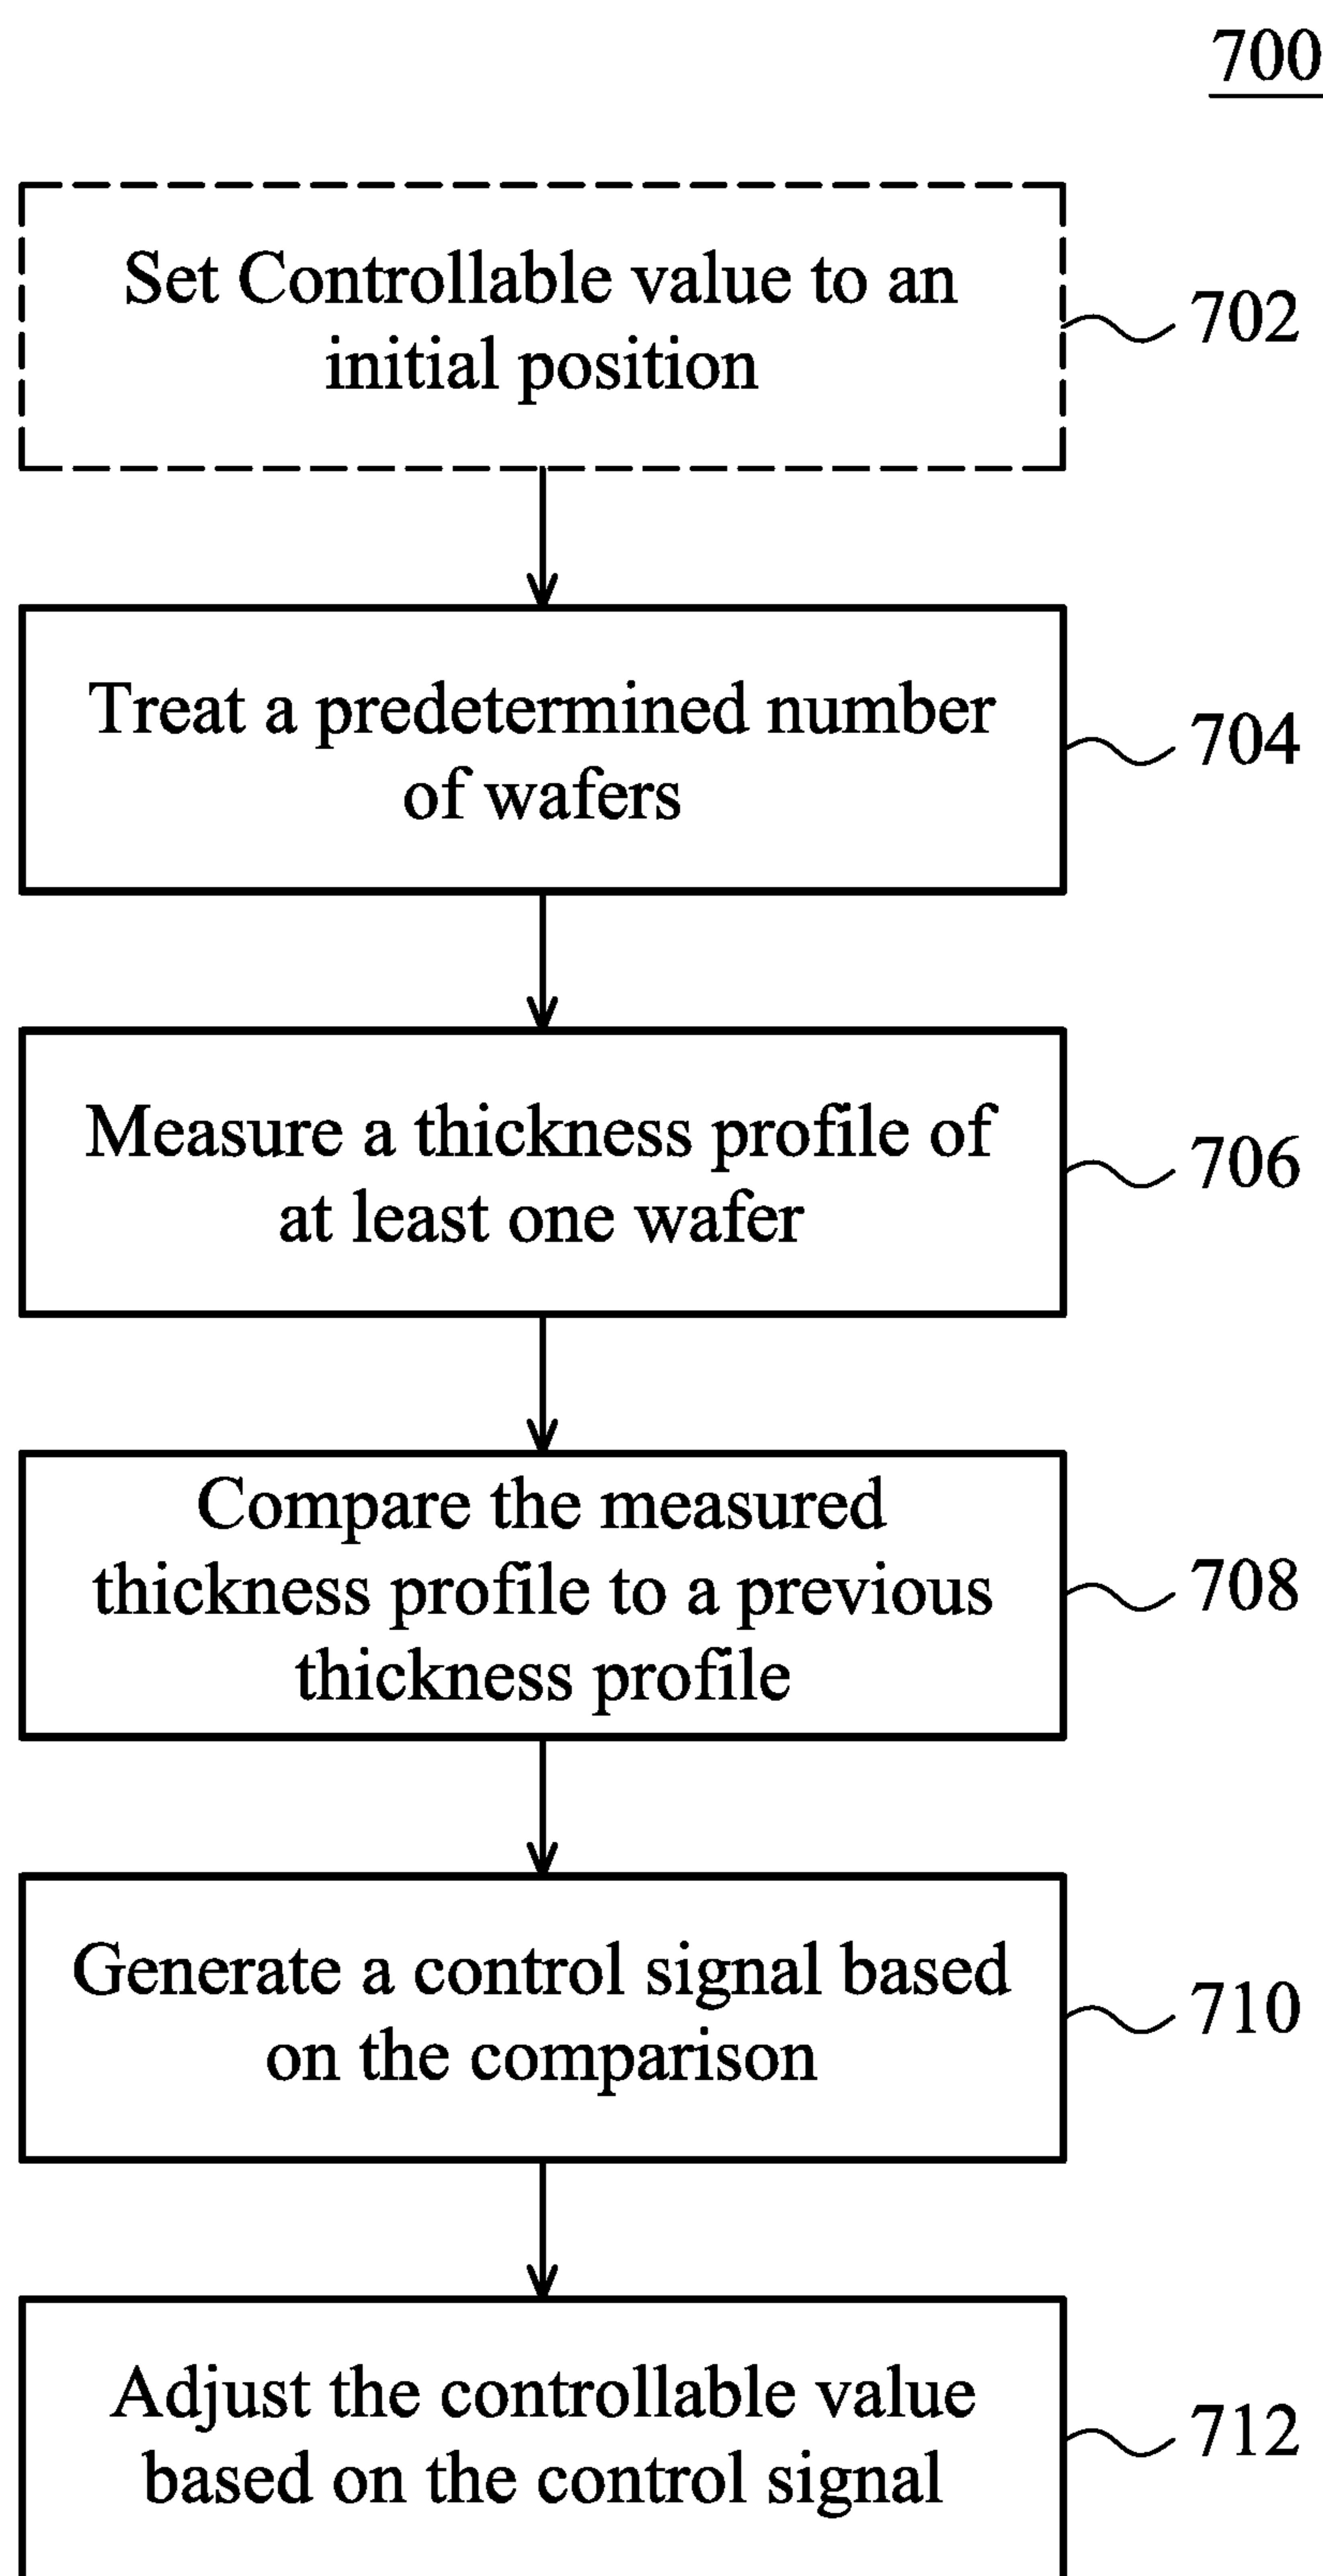 700
Set Controllable value to an
initial position
702
Treat a predetermined number
of wafers
704
Measure a thickness profile of
at least one wafer
706
Compare the measured
thickness profile to a previous
thickness profile
708
Generate a control signal based
on the comparison
710
Adjust the controllable value
based on the control signal
712